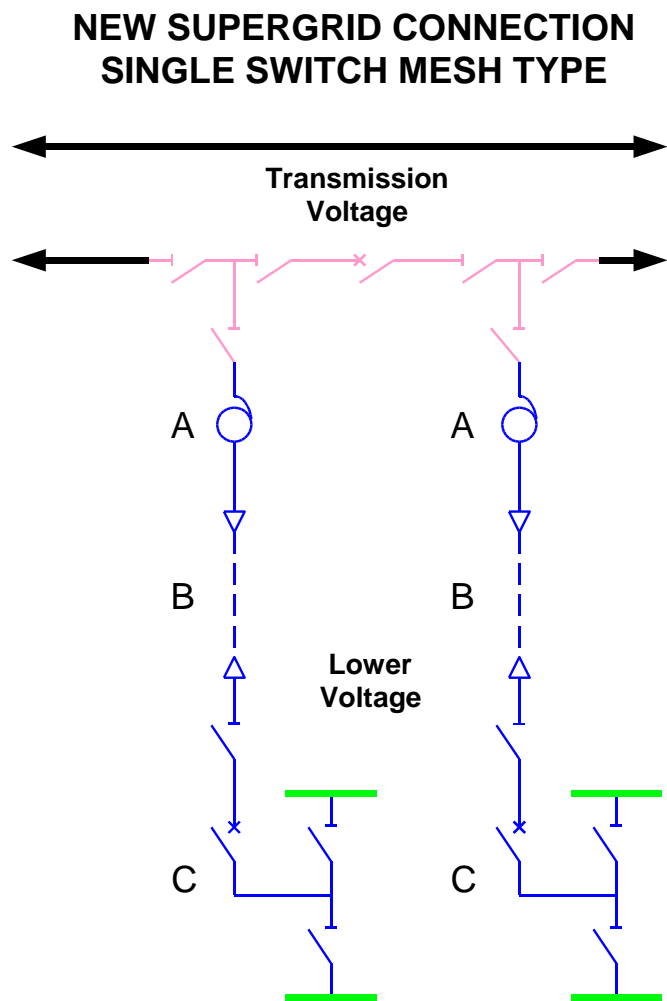 NEW SUPERGRID CONNECTION
SINGLE SWITCH MESH TYPE
Transmission
Voltage
A
A
B
B
Lower
Voltage
C
C